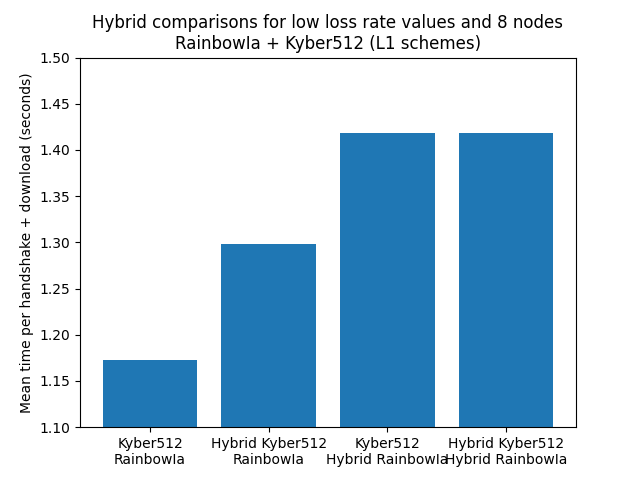 Hybrid comparisons for low loss rate values and 8 nodes
RainbowIa + Kyber512 (L1 schemes)
Mean time per handshake + download (seconds)
1.50
1.45
1.40
1.35
1.30
1.25
1.20
1.15
1.10
Kyber512
RainbowIa
Hybrid Kyber512
RainbowIa
Kyber512
Hybrid RainbowIa
Hybrid Kyber512
Hybrid RainbowIa